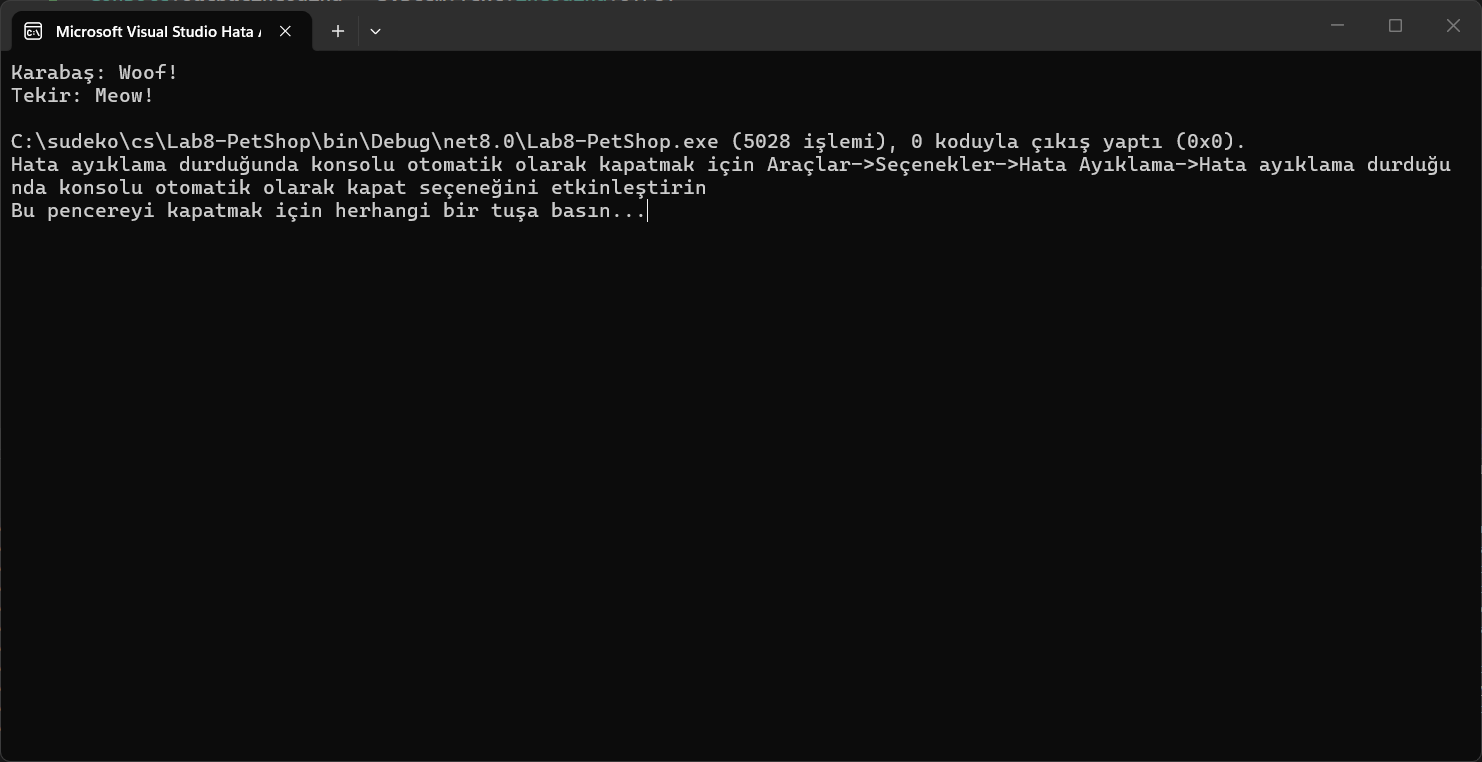 Microsoft Visual Studio Hata
Karabaş: Woof!
Tekir: Meow!
C:\sudeko\cs\Lab8-PetShop\bin\Debug\net8.0\Lab8-PetShop.exe (5028 işlemi), 0 koduyla çıkış yaptı (0x0).
Hata ayıklama durduğunda konsolu otomatik olarak kapatmak için Araçlar->Seçenekler->Hata Ayıklama->Hata ayıklama durduğu
nda konsolu otomatik olarak kapat seçeneğini etkinleştirin
Bu pencereyi kapatmak için herhangi bir tuşa basın...